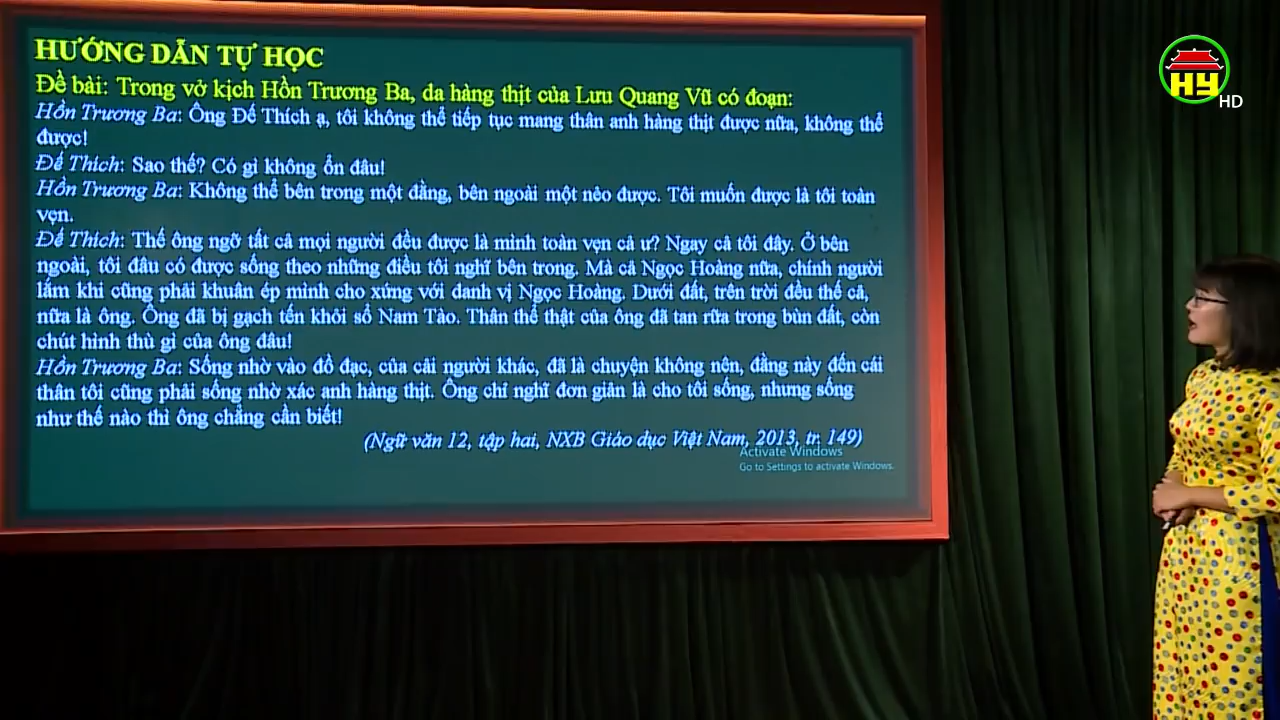 HƯỚNG DẪN TỰ HỌC
Đề bài: Trong vở kịch Hồn Trương Ba, da hàng thịt của Lưu Quang Vũ có đoạn:
Hồn Trương Ba: Ông Đế Thích ạ, tôi không thể tiếp tục mang thân anh hàng thịt được nữa, không thể
được!
Đế Thích: Sao thế? Có gì không ổn đâu!
Hồn Trương Ba: Không thể bên trong một đằng, bên ngoài một nẻo được. Tôi muốn được là tôi toàn
vẹn.
Đế Thích: Thế ông ngỡ tất cả mọi người đều được là mình toàn vẹn cả ư? Ngay cả tôi đây. Ở bên
ngoài, tôi đâu có được sống theo những điều tôi nghĩ bên trong. Mà cả Ngọc Hoàng nữa, chính người
lắm khi cũng phải khuôn ép mình cho xứng với danh vị Ngọc Hoàng. Dưới đất, trên trời đều thế cả,
nữa là ông. Ông đã bị gạch tên khỏi sổ Nam Tào. Thân thể thật của ông đã tan rữa trong bùn đất, còn
chút hình thù gì của ông đâu!
Hồn Trương Ba: Sống nhờ vào đồ đạc, của cải người khác, đã là chuyện không nên, đằng này đến cái
thân tôi cũng phải sống nhờ xác anh hàng thịt. Ông chỉ nghĩ đơn giản là cho tôi sống, nhưng sống
như thế nào thì ông chẳng cần biết!
(Ngữ văn 12, tập hai, NXB Giáo dục Việt Nam, 2013, tr. 149)
Activate Windows
Go to Settings to activate Windows.
HY
HD